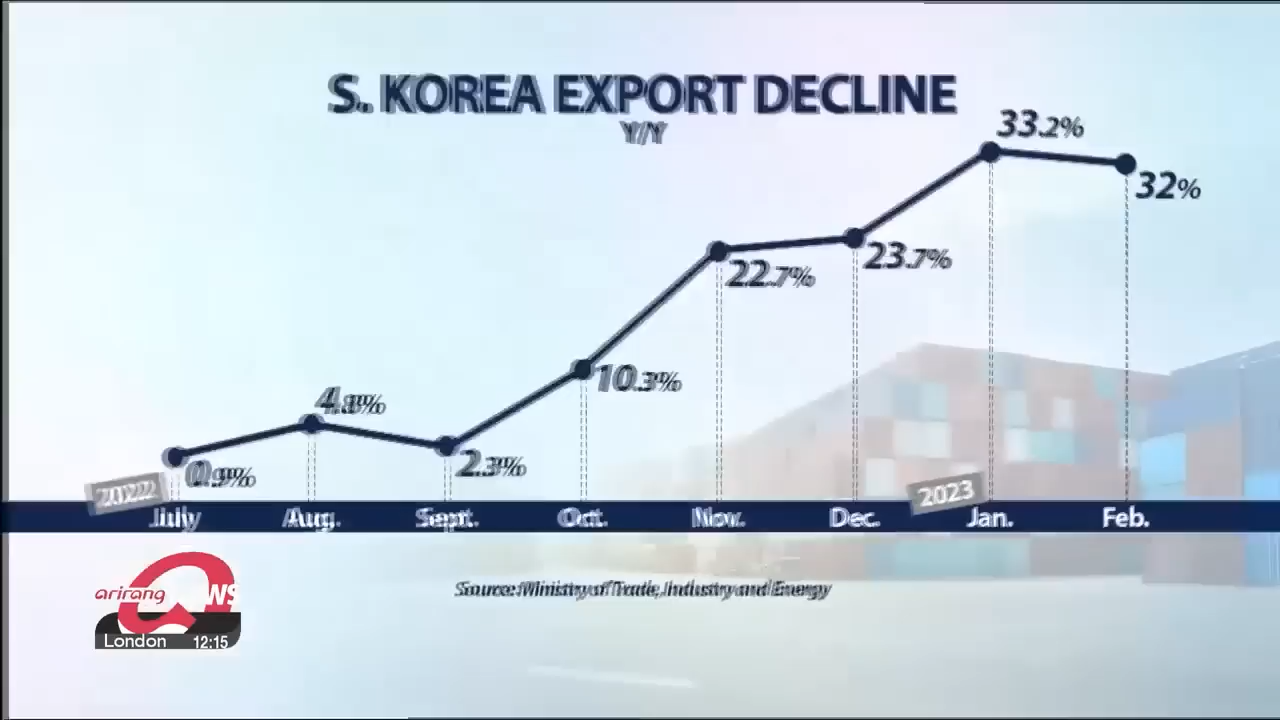 S. KOREA EXPORT DECLINE
Y/Y
33.2%
32%
23.7%
22.7%
10.3%
4.8%
2.3%
0.9%
2022
2023
July Aug. Sept. Oct. Nov. Dec. Jan. Feb.
Source: Ministry of Trade, Industry and Energy
arirang NEWS
London 12:15